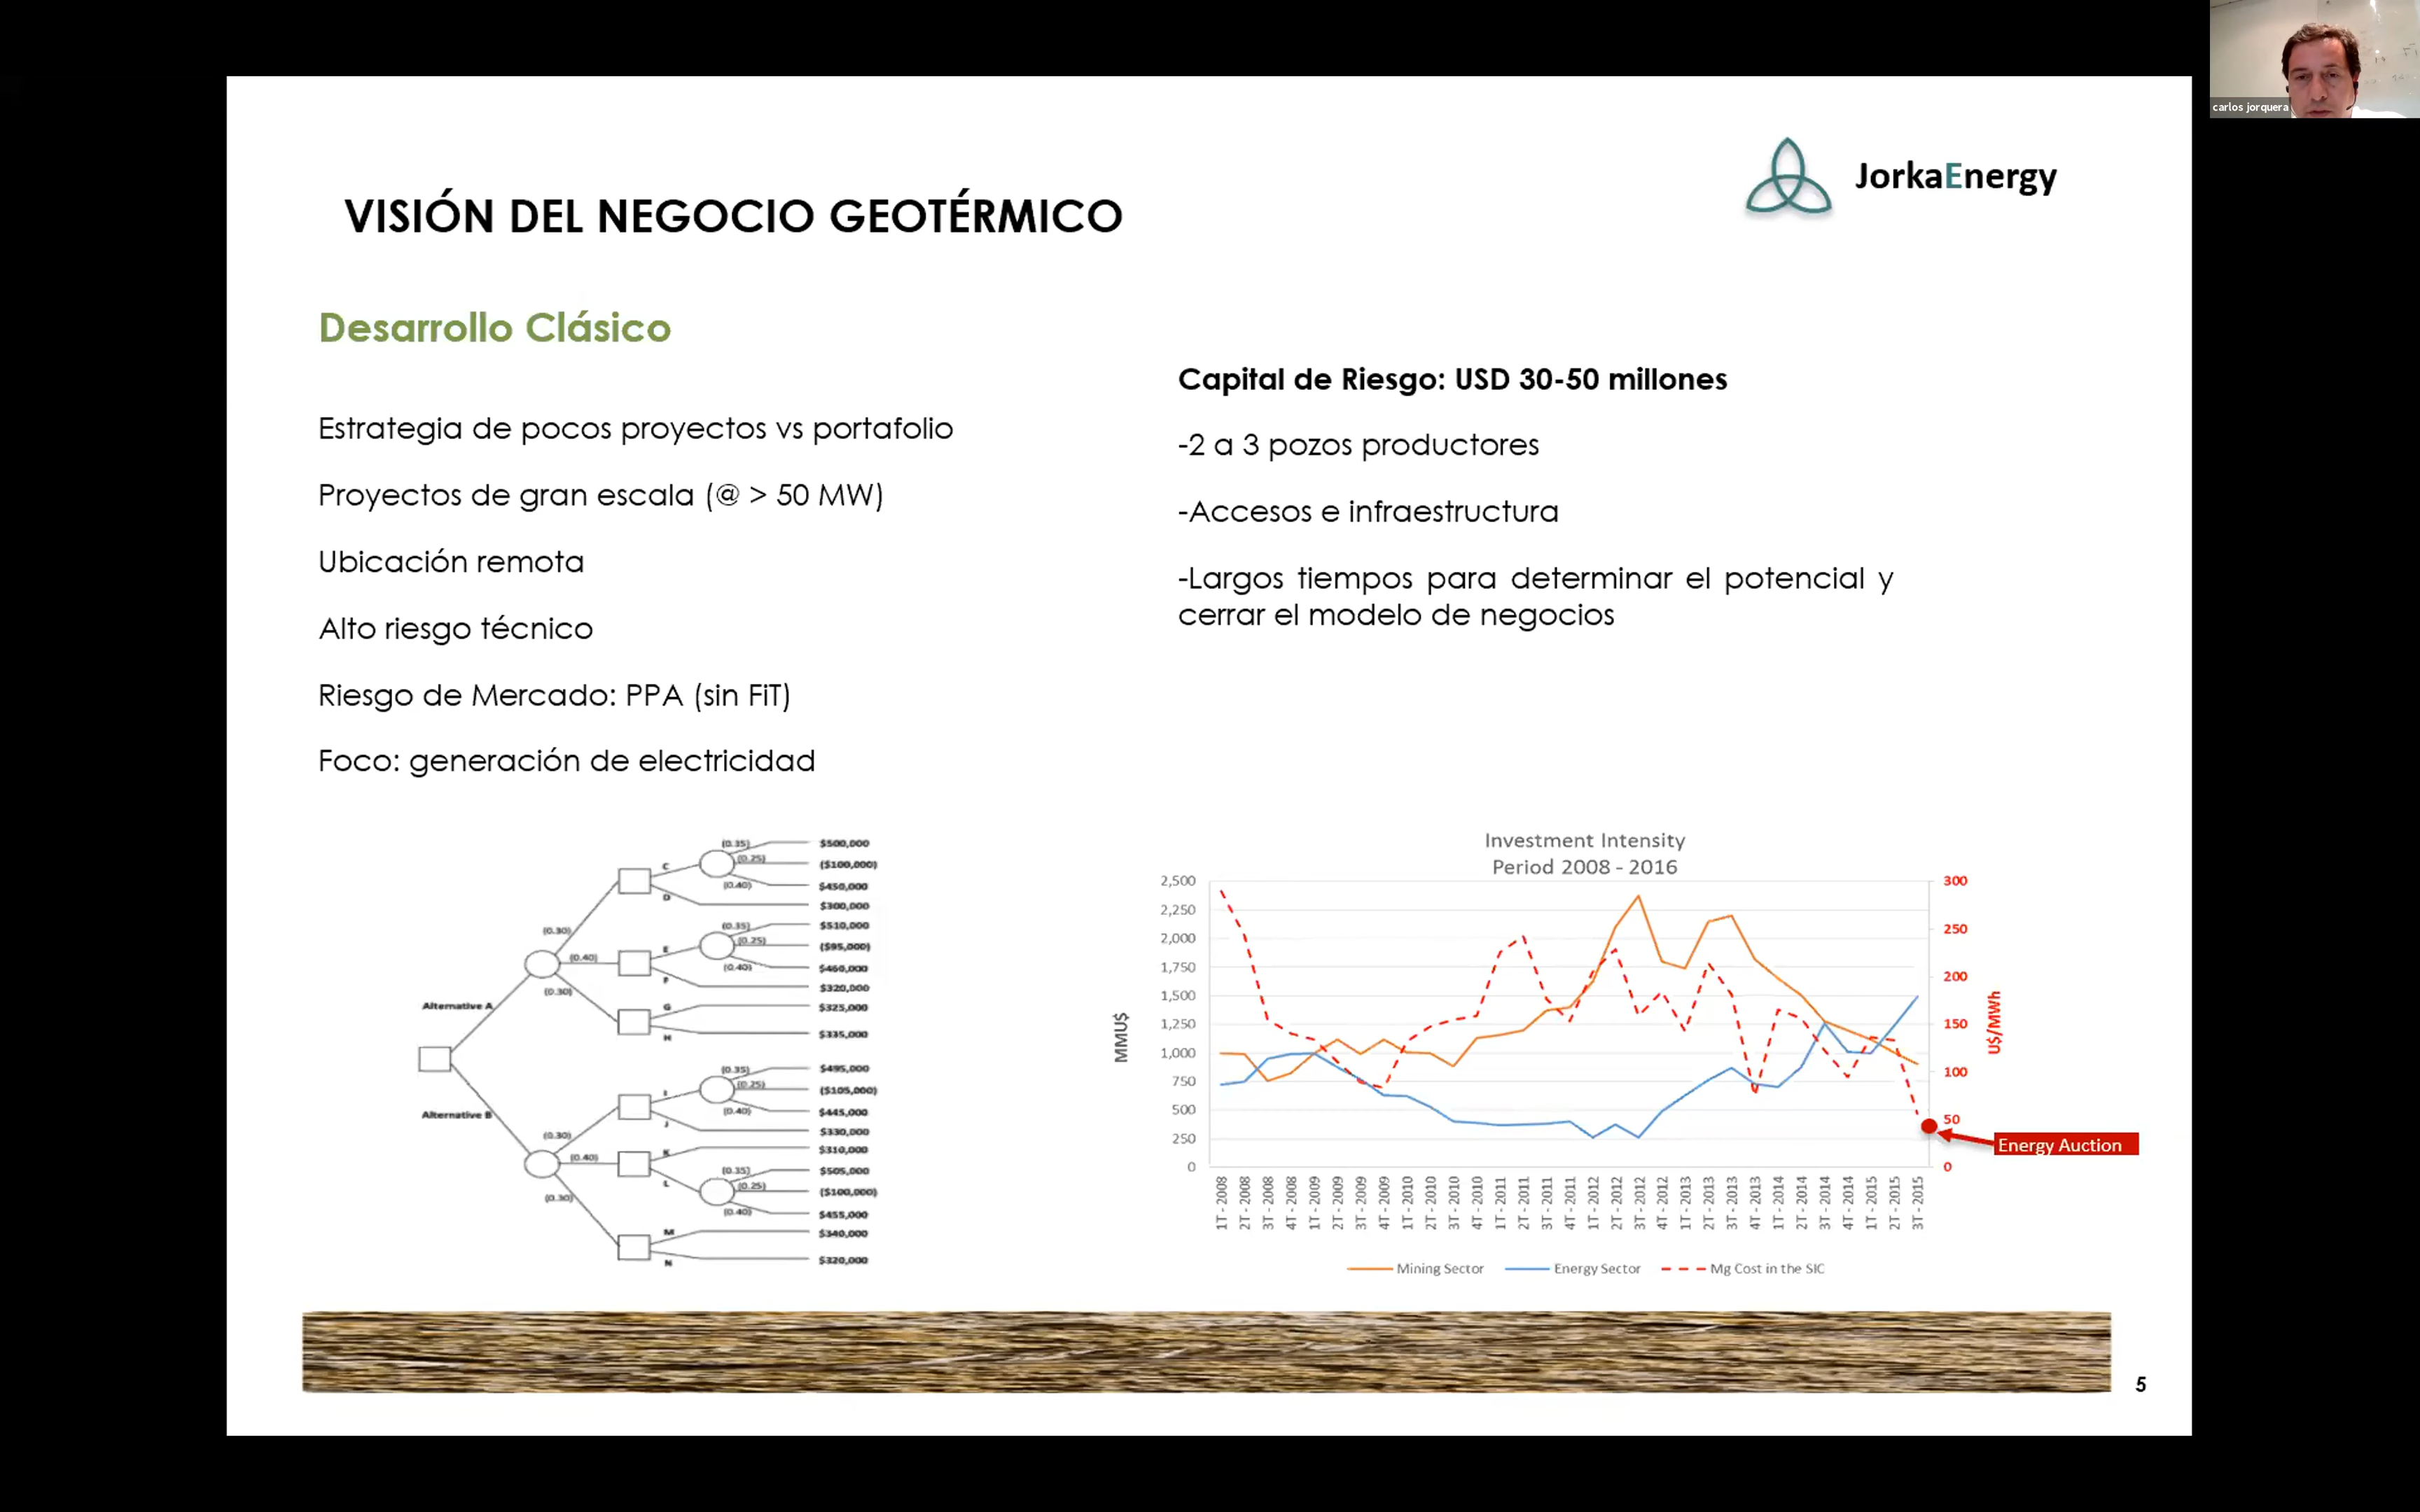 carlos jorquera
JorkaEnergy
VISIÓN DEL NEGOCIO GEOTÉRMICO
Desarrollo Clásico
Estrategia de pocos proyectos vs portafolio
Proyectos de gran escala (@ > 50 MW)
Ubicación remota
Alto riesgo técnico
Riesgo de Mercado: PPA (sin FiT)
Foco: generación de electricidad
Capital de Riesgo: USD 30-50 millones
-2 a 3 pozos productores
-Accesos e infraestructura
-Largos tiempos para determinar el potencial y
cerrar el modelo de negocios
Alternative A
Alternative B
(0.30)
(0.40)
(0.30)
(0.30)
(0.40)
(0.30)
C
D
E
F
G
H
I
J
K
L
M
N
(0.35)
(0.25)
(0.40)
(0.35)
(0.25)
(0.40)
(0.35)
(0.25)
(0.40)
(0.35)
(0.25)
(0.40)
$500,000
($100,000)
$450,000
$300,000
$510,000
($95,000)
$460,000
$320,000
$325,000
$335,000
$495,000
($105,000)
$445,000
$330,000
$310,000
$505,000
($100,000)
$455,000
$340,000
$320,000
Investment Intensity
Period 2008 - 2016
MMU$
2,500
2,250
2,000
1,750
1,500
1,250
1,000
750
500
250
0
300
250
200
150
100
50
0
U$/MWh
Energy Auction
1T - 2008
2T - 2008
3T - 2008
4T - 2008
1T - 2009
2T - 2009
3T - 2009
4T - 2009
1T - 2010
2T - 2010
3T - 2010
4T - 2010
1T - 2011
2T - 2011
3T - 2011
4T - 2011
1T - 2012
2T - 2012
3T - 2012
4T - 2012
1T - 2013
2T - 2013
3T - 2013
4T - 2013
1T - 2014
2T - 2014
3T - 2014
4T - 2014
1T - 2015
2T - 2015
3T - 2015
Mining Sector
Energy Sector
Mg Cost in the SIC
5